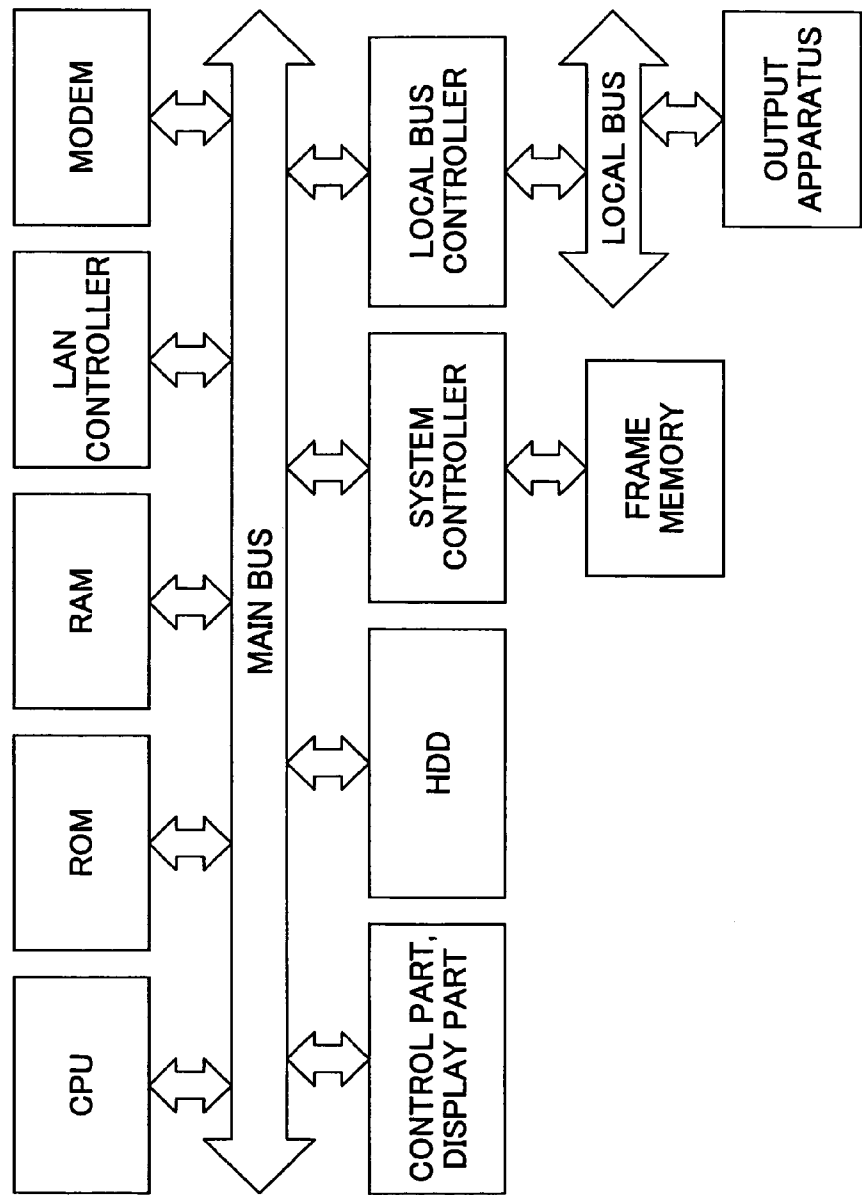 CPU
ROM
RAM
LAN
CONTROLLER
MODEM
MAIN BUS
CONTROL PART,
DISPLAY PART
HDD
SYSTEM
CONTROLLER
LOCAL BUS
CONTROLLER
LOCAL BUS
FRAME
MEMORY
OUTPUT
APPARATUS